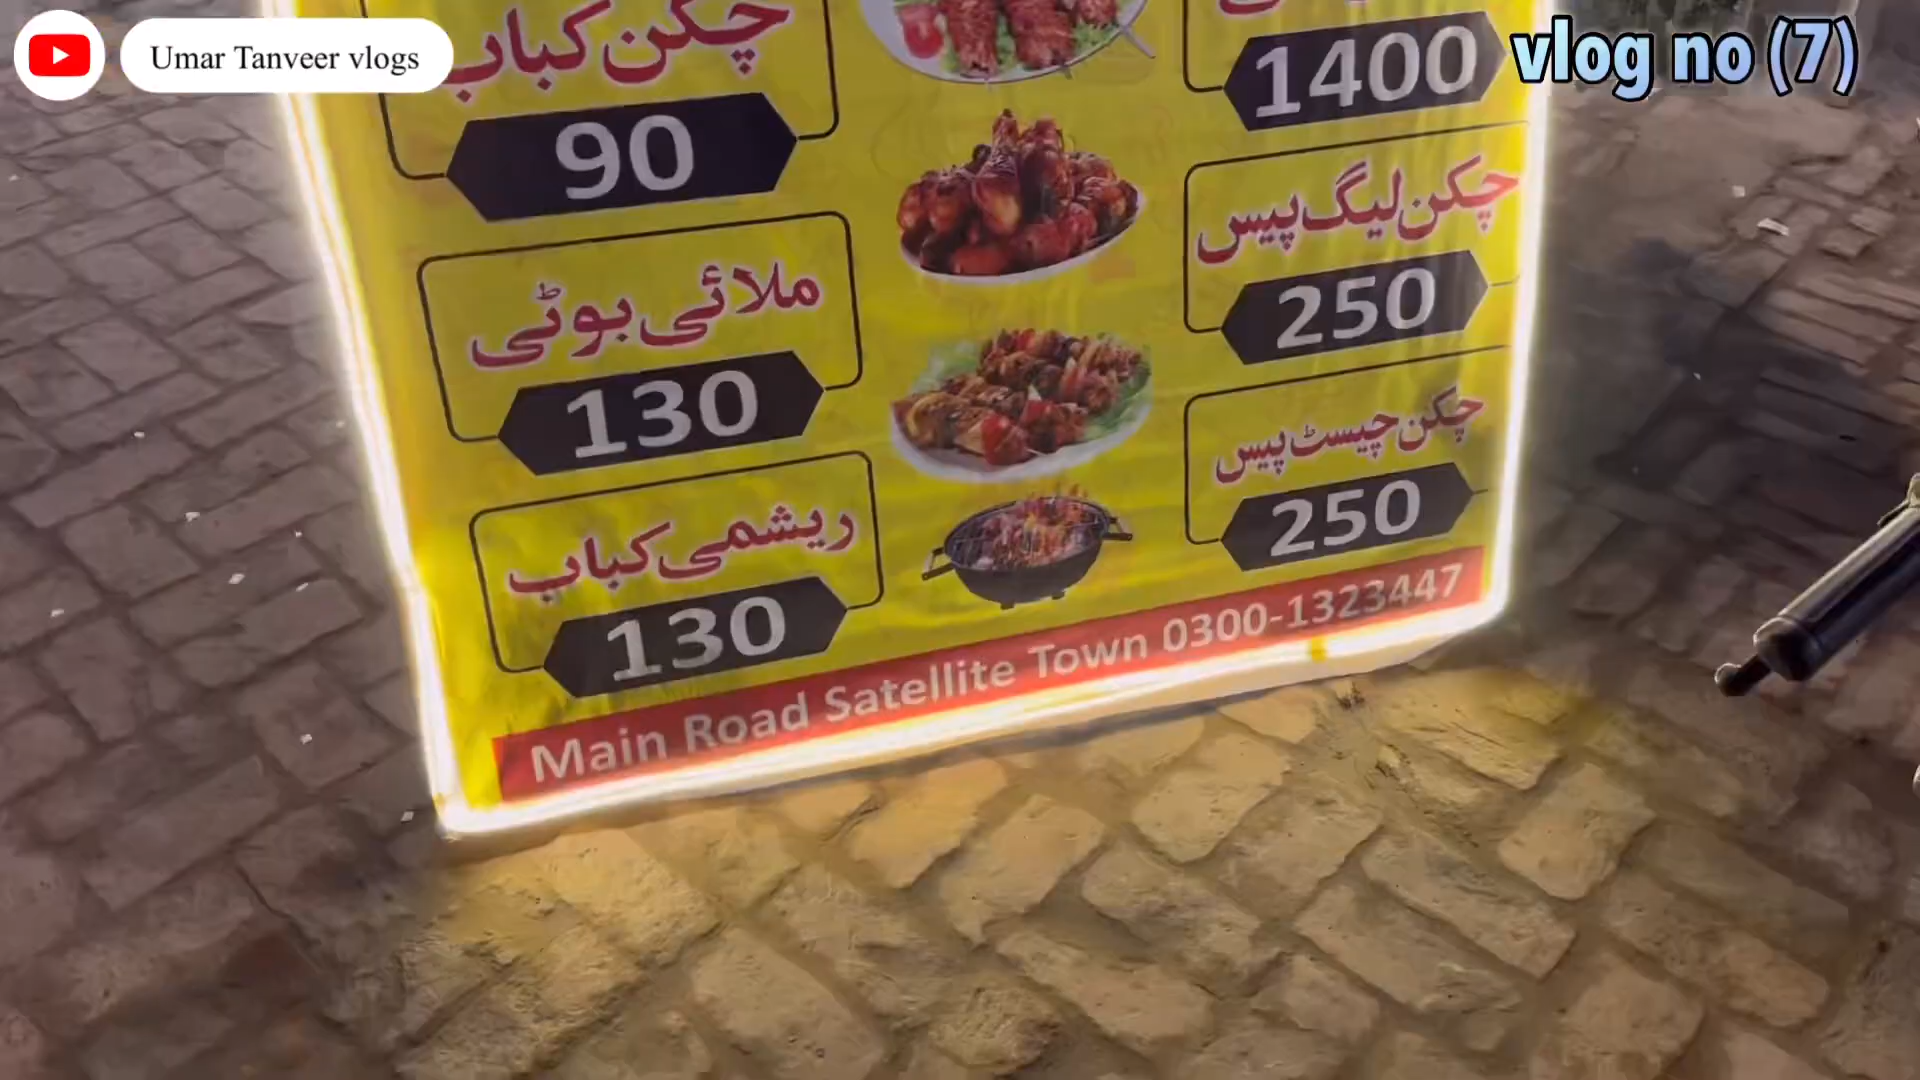 Umar Tanveer vlogs
vlog no (7)
چکن کباب
90
1400
ملائی بوٹی
130
چکن لیگ پیس
250
ریشمی کباب
130
چکن چیسٹ پیس
250
Main Road Satellite Town 0300-1323447